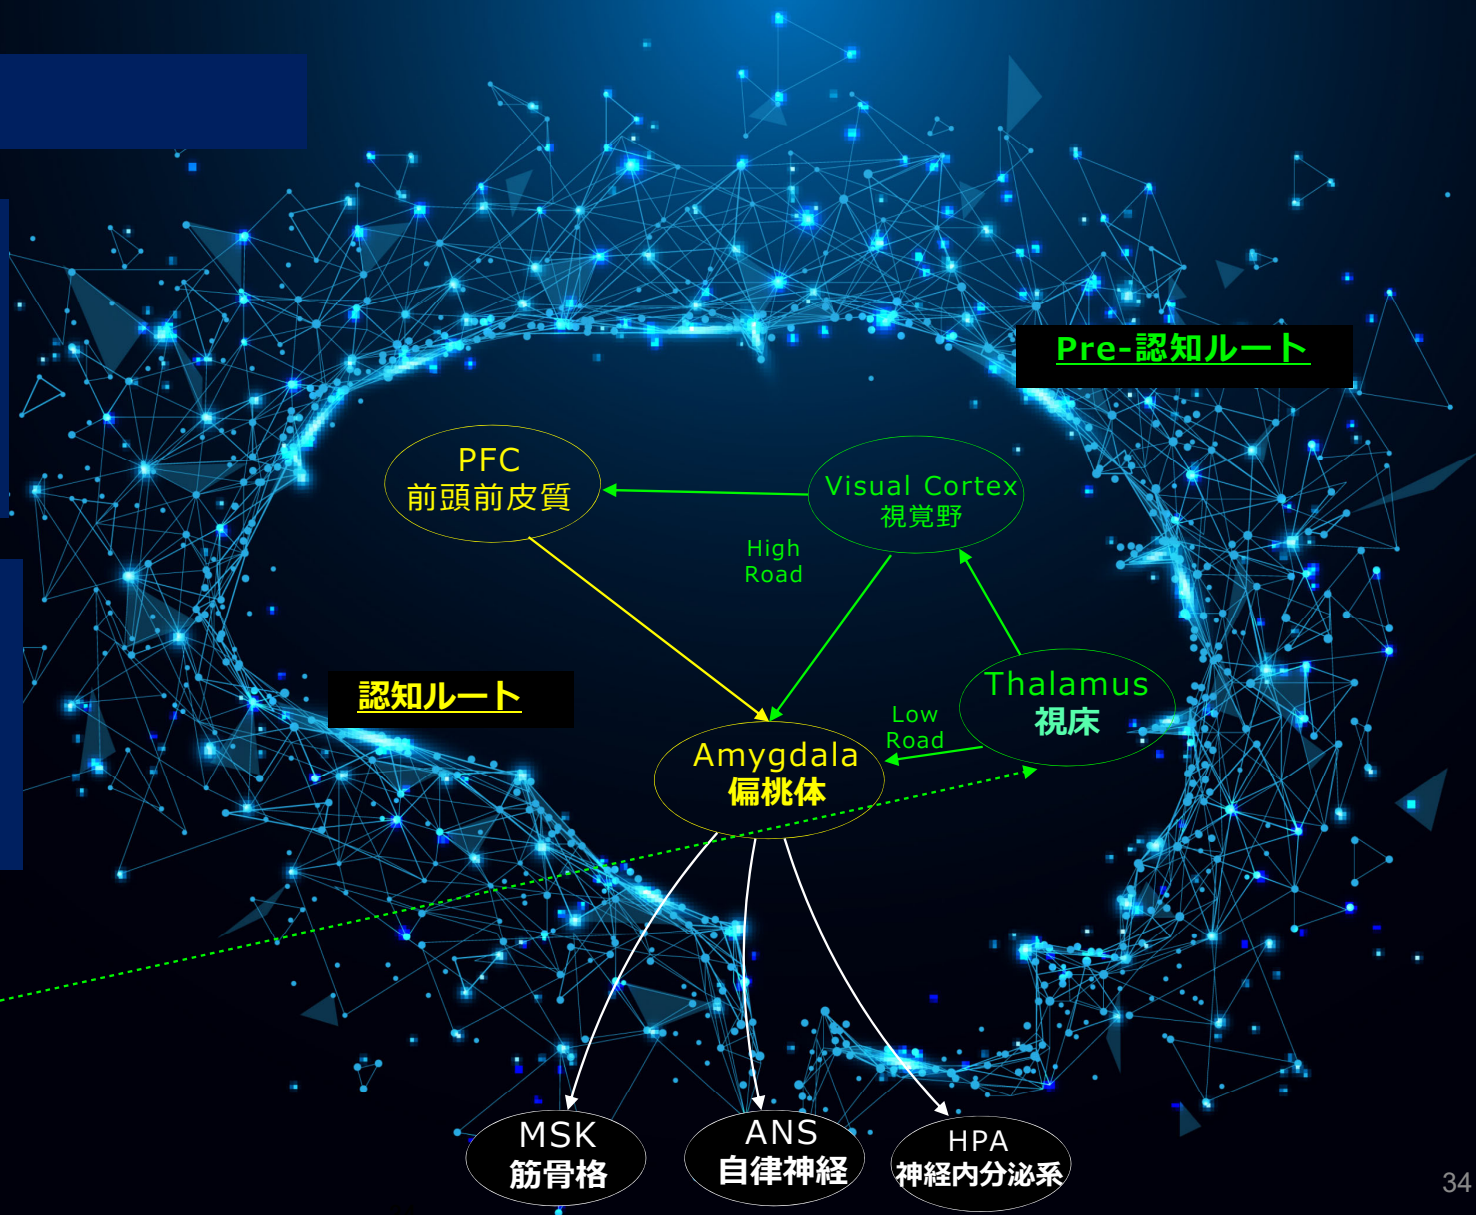 Pre-認知ルート
PFC
前頭前皮質
Visual Cortex
視覚野
High
Road
認知ルート
Thalamus
視床
Low
Road
Amygdala
偏桃体
MSK
筋骨格
ANS
自律神経
HPA
神経内分泌系
34